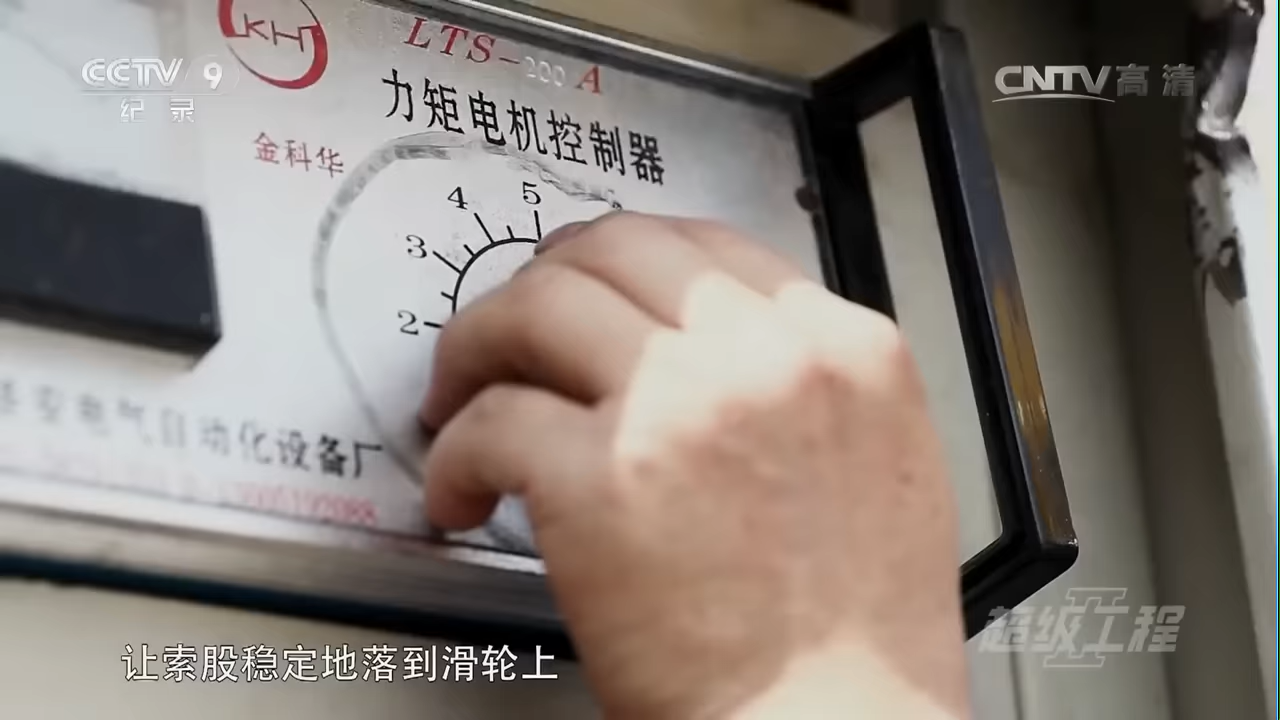 CCTV 9
纪录
CNTV高清
KH
LTS-200 A
力矩电机控制器
金科华
5
4
3
2
电气自动化设备厂
让索股稳定地落到滑轮上
超级工程
II